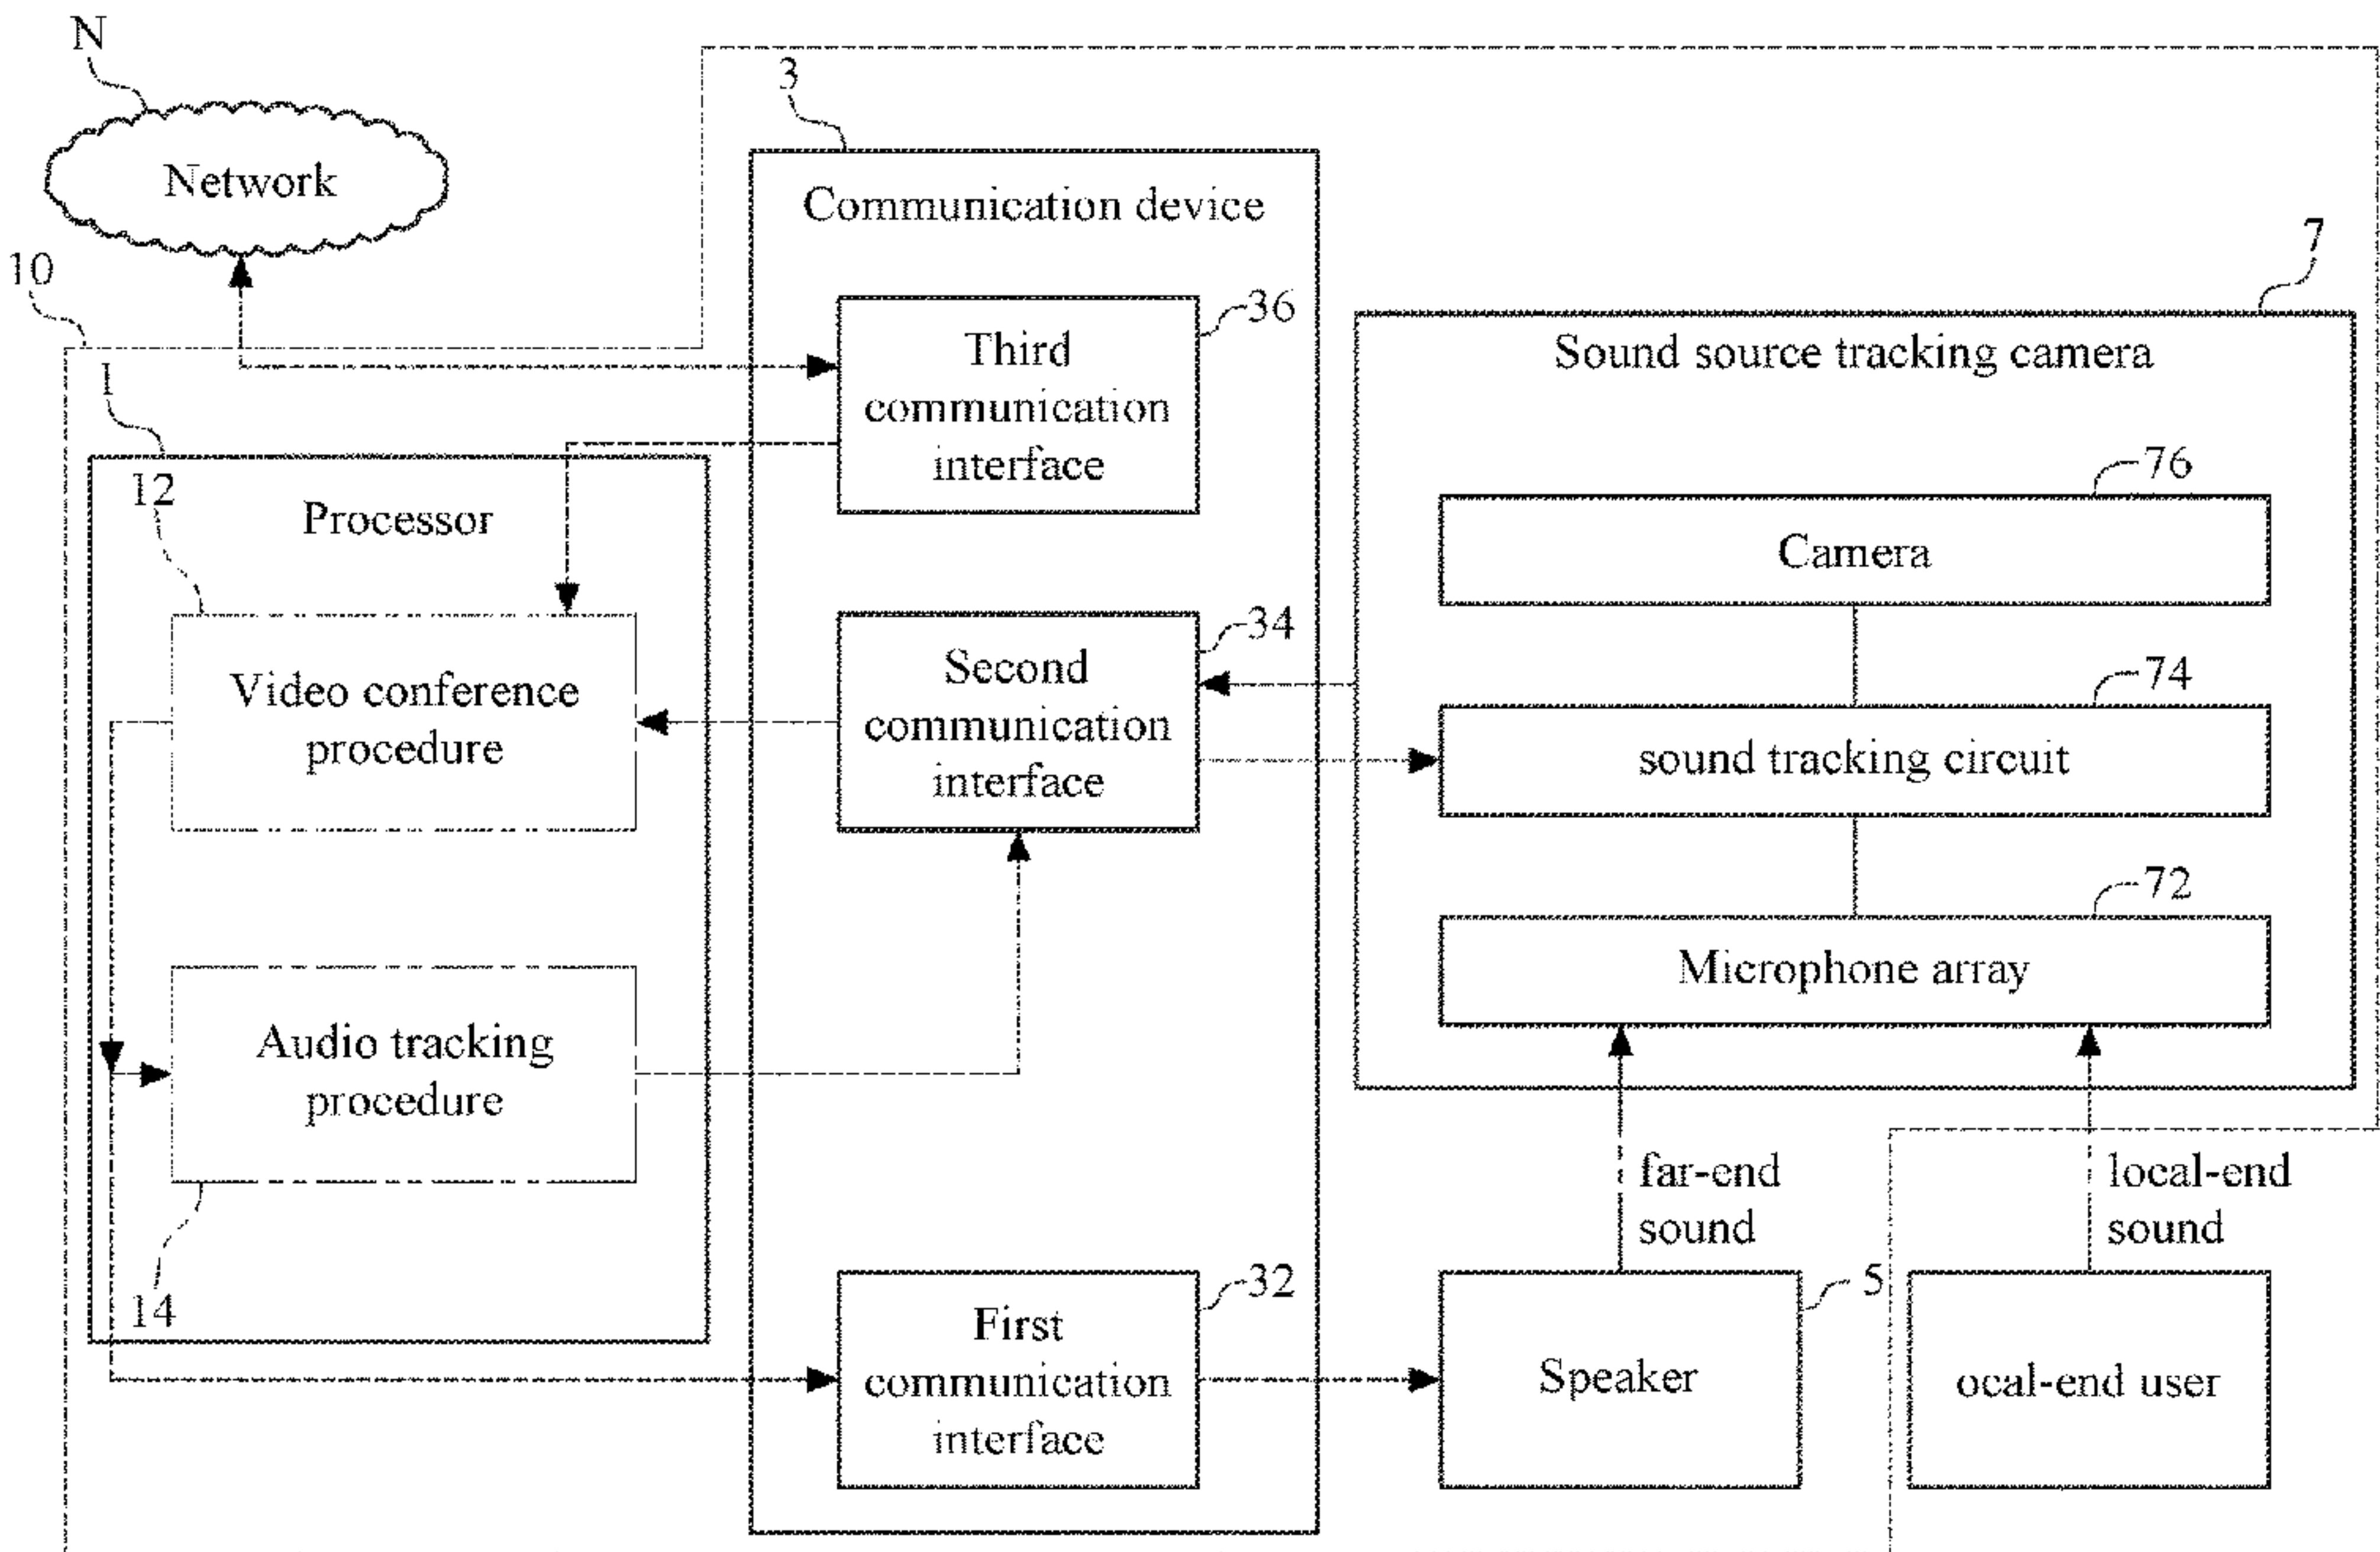 N
Network
10
3
Communication device
36
Third
communication
interface
7
Sound source tracking camera
1
12
Processor
76
Camera
Video conference
procedure
34
Second
communication
interface
74
sound tracking circuit
72
Microphone array
Audio tracking
procedure
14
far-end
sound
local-end
sound
32
First
communication
interface
5
Speaker
ocal-end user